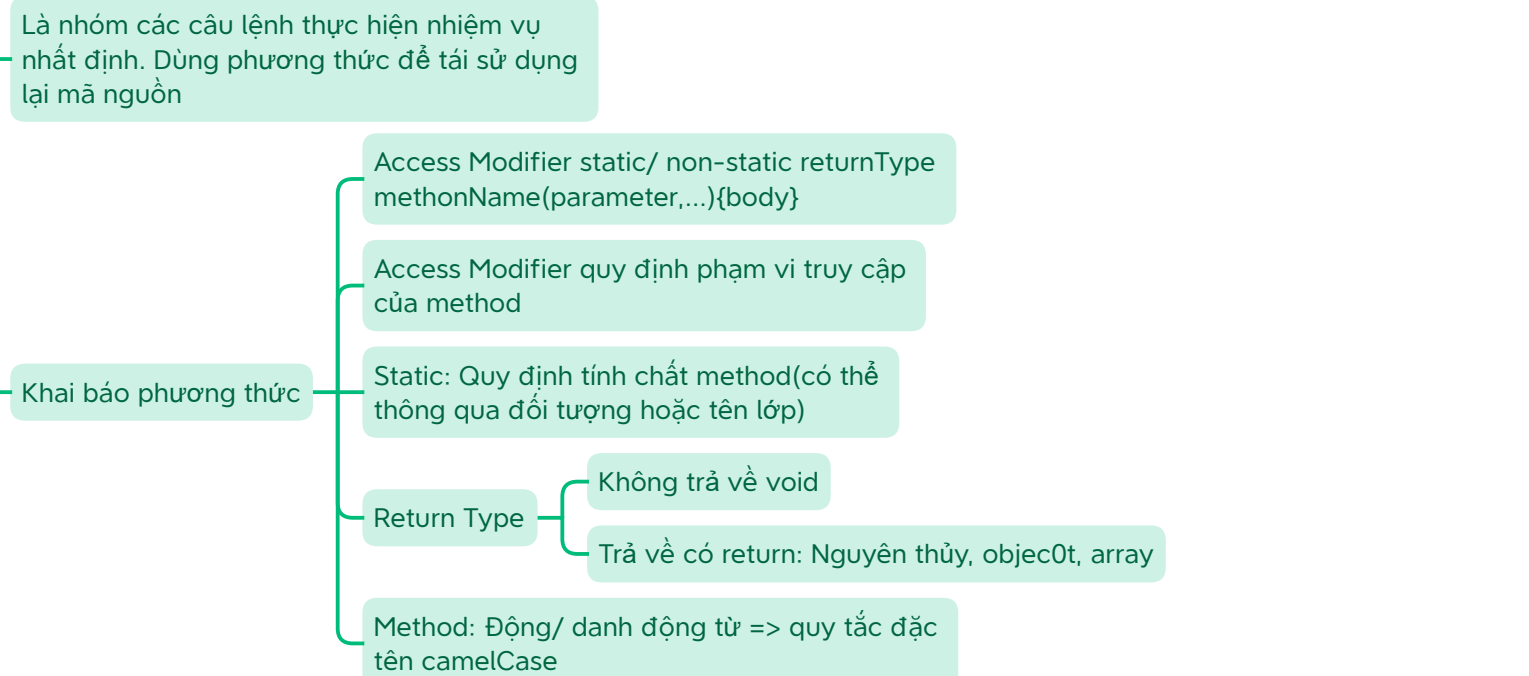 Là nhóm các câu lệnh thực hiện nhiệm vụ
nhất định. Dùng phương thức để tái sử dụng
lại mã nguồn
Khai báo phương thức
Access Modifier static/ non-static returnType
methonName(parameter,...){body}
Access Modifier quy định phạm vi truy cập
của method
Static: Quy định tính chất method(có thể
thông qua đối tượng hoặc tên lớp)
Return Type
Không trả về void
Trả về có return: Nguyên thủy, objec0t, array
Method: Động/ danh động từ => quy tắc đặc
tên camelCase